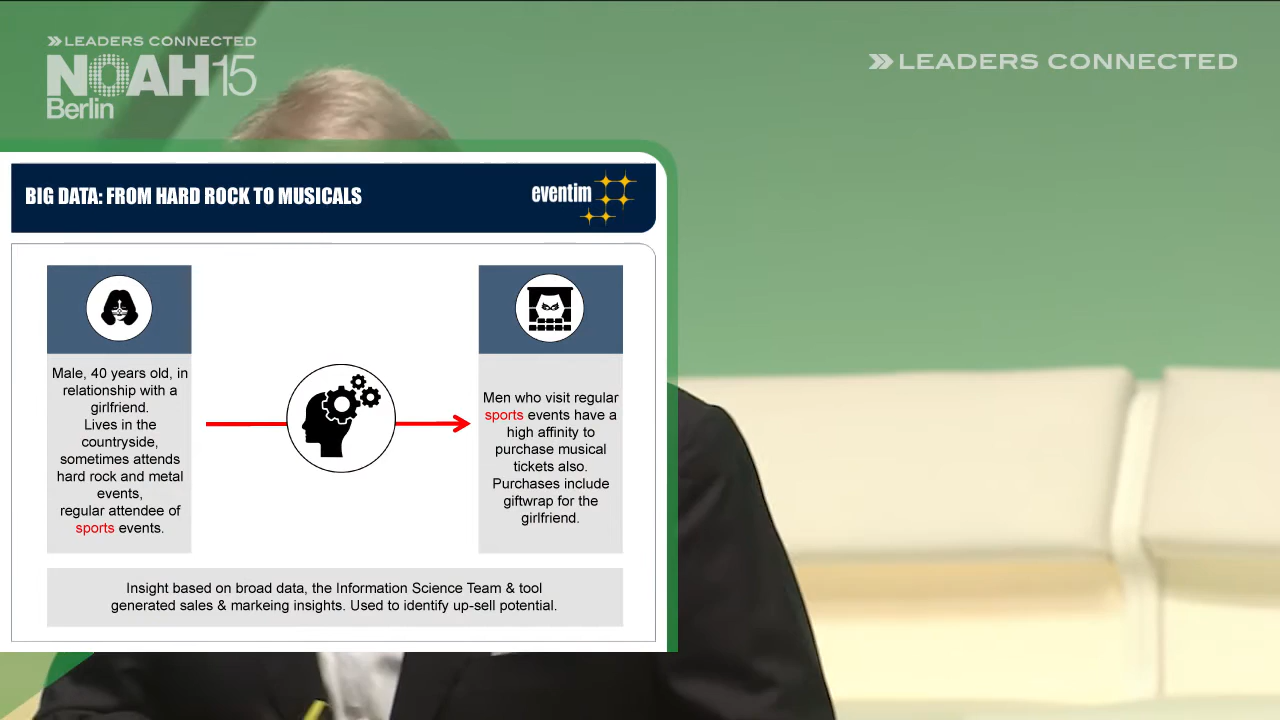 LEADERS CONNECTED
NOAH15
Berlin
LEADERS CONNECTED
BIG DATA: FROM HARD ROCK TO MUSICALS
eventim
Male, 40 years old, in
relationship with a
girlfriend.
Lives in the
countryside,
sometimes attends
hard rock and metal
events,
regular attendee of
sports events.
Men who visit regular
sports events have a
high affinity to
purchase musical
tickets also.
Purchases include
giftwrap for the
girlfriend.
Insight based on broad data, the Information Science Team & tool
generated sales & markeing insights. Used to identify up-sell potential.